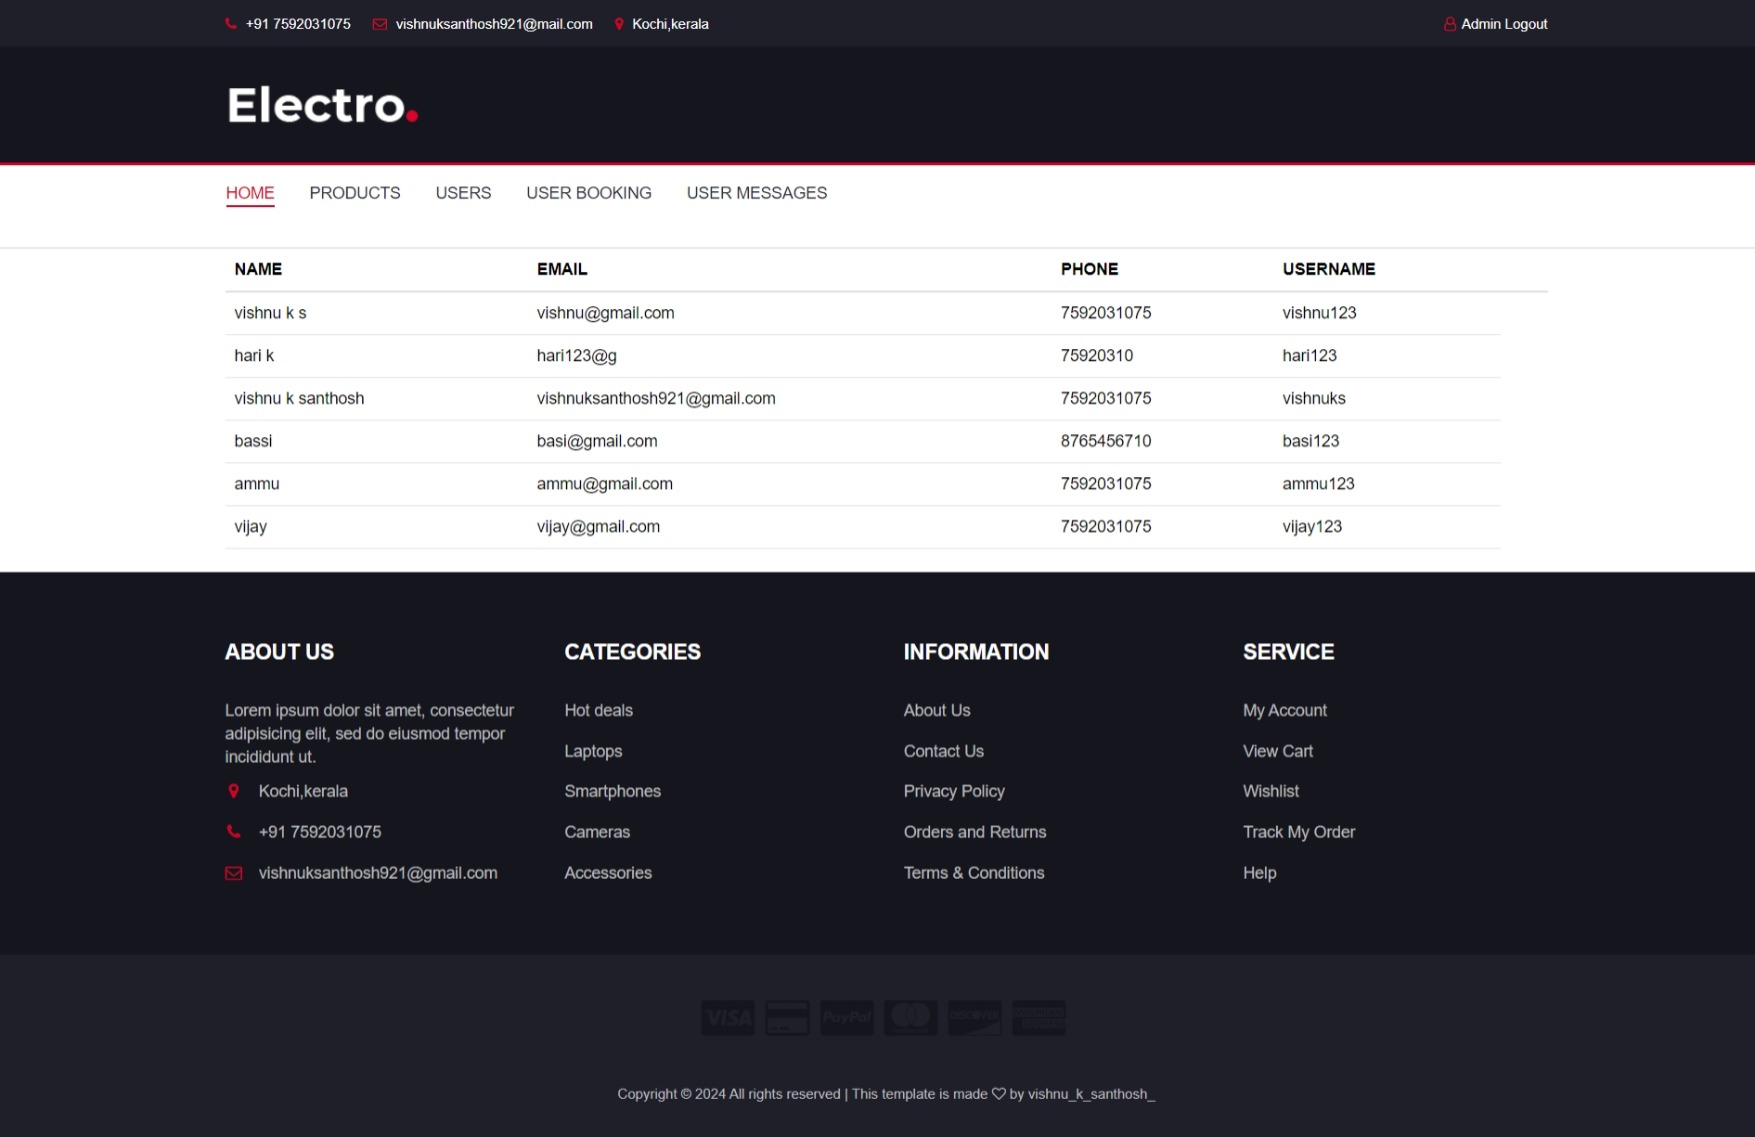 +91 7592031075 vishnuksanthosh921@mail.com Kochi,kerala Admin Logout
Electro.
HOME PRODUCTS USERS USER BOOKING USER MESSAGES
NAME EMAIL PHONE USERNAME
vishnu k s vishnu@gmail.com 7592031075 vishnu123
hari k hari123@g 75920310 hari123
vishnu k santhosh vishnuksanthosh921@gmail.com 7592031075 vishnuks
bassi basi@gmail.com 8765456710 basi123
ammu ammu@gmail.com 7592031075 ammu123
vijay vijay@gmail.com 7592031075 vijay123
ABOUT US
Lorem ipsum dolor sit amet, consectetur
adipisicing elit, sed do eiusmod tempor
incididunt ut.
Kochi,kerala
+91 7592031075
vishnuksanthosh921@gmail.com
CATEGORIES
Hot deals
Laptops
Smartphones
Cameras
Accessories
INFORMATION
About Us
Contact Us
Privacy Policy
Orders and Returns
Terms & Conditions
SERVICE
My Account
View Cart
Wishlist
Track My Order
Help
VISA PayPal DISCOVER
Copyright © 2024 All rights reserved | This template is made ♡ by vishnu_k_santhosh_